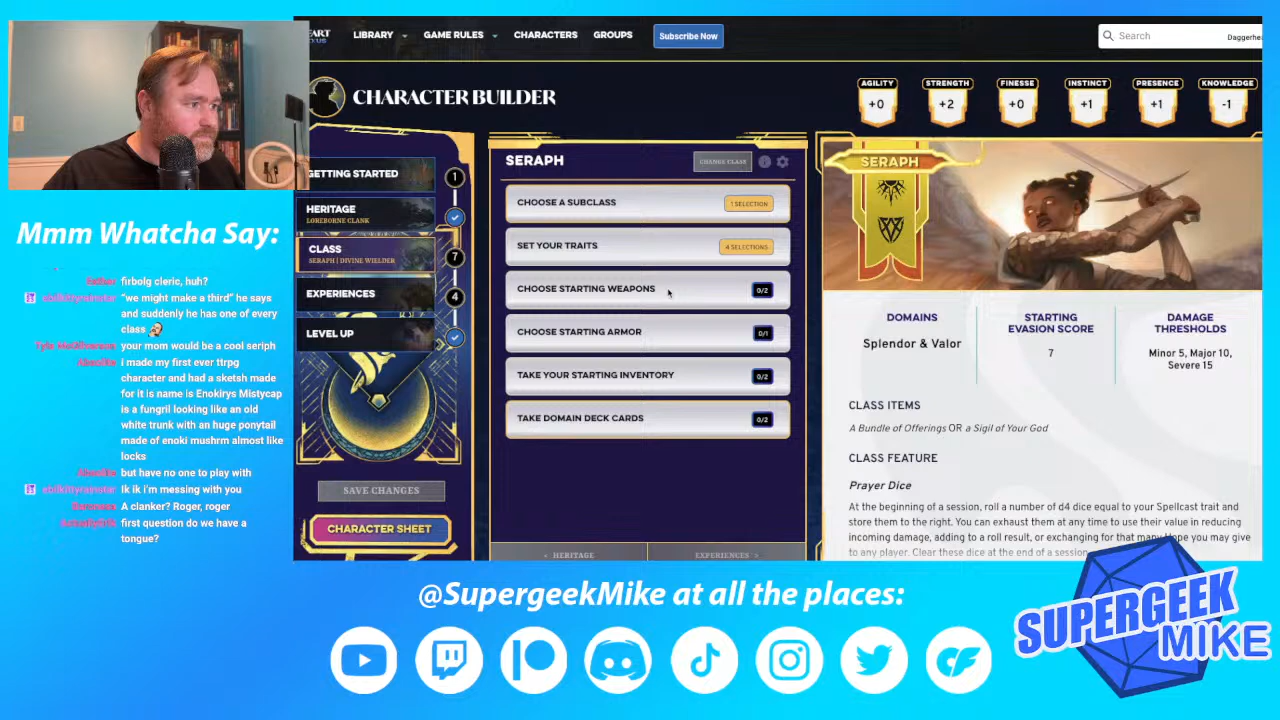 LIBRARY
GAME RULES
CHARACTERS
GROUPS
Subscribe Now
Search
CHARACTER BUILDER
AGILITY
+0
STRENGTH
+2
FINESSE
+0
INSTINCT
+1
PRESENCE
+1
KNOWLEDGE
-1
GETTING STARTED
1
HERITAGE
LOREBORNE CLANK
CLASS
SERAPH | DIVINE WIELDER
7
EXPERIENCES
4
LEVEL UP
SAVE CHANGES
CHARACTER SHEET
SERAPH
CHANGE CLASS
CHOOSE A SUBCLASS
1 SELECTION
SET YOUR TRAITS
4 SELECTIONS
CHOOSE STARTING WEAPONS
0/2
CHOOSE STARTING ARMOR
0/1
TAKE YOUR STARTING INVENTORY
0/2
TAKE DOMAIN DECK CARDS
0/2
< HERITAGE
EXPERIENCES >
SERAPH
DOMAINS
Splendor & Valor
STARTING
EVASION SCORE
7
DAMAGE
THRESHOLDS
Minor 5, Major 10,
Severe 15
CLASS ITEMS
A Bundle of Offerings OR a Sigil of Your God
CLASS FEATURE
Prayer Dice
At the beginning of a session, roll a number of d4 dice equal to your Spellcast trait and
store them to the right. You can exhaust them at any time to use their value in reducing
incoming damage, adding to a roll result, or exchanging for that many Hope you may give
to any player. Clear these dice at the end of a session.
Mmm Whatcha Say:
firbolg cleric, huh?
"we might make a third" he says
and suddenly he has one of every
class
your mom would be a cool seriph
I made my first ever ttrpg
character and had a sketsh made
for it is name is Enokirys Mistycap
is a fungril looking like an old
white trunk with an huge ponytail
made of enoki mushrm almost like
locks
but have no one to play with
Ik ik i'm messing with you
A clanker? Roger, roger
first question do we have a
tongue?
@SupergeekMike at all the places:
SUPERGEEK
MIKE